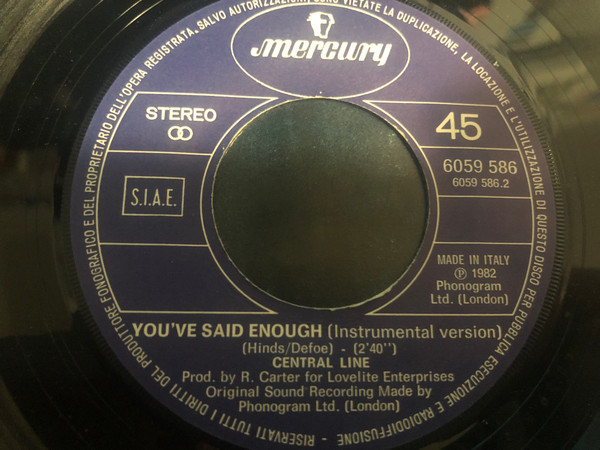 RISERVATI TUTTI I DIRITTI DEL PRODUTTORE FONOGRAFICO E DEL PROPRIETARIO DELL'OPERA REGISTRATA. SALVO AUTORIZZAZIONI, SONO VIETATE LA DUPLICAZIONE, LA LOCAZIONE E L'UTILIZZAZIONE DI QUESTO DISCO PER PUBBLICA ESECUZIONE E RADIODIFFUSIONE -
mercury
STEREO
45
6059 586
6059 586.2
S.I.A.E.
MADE IN ITALY
℗ 1982
Phonogram
Ltd. (London)
YOU'VE SAID ENOUGH (Instrumental version)
(Hinds/Defoe) - (2'40'')
CENTRAL LINE
Prod. by R. Carter for Lovelite Enterprises
Original Sound Recording Made by
Phonogram Ltd. (London)